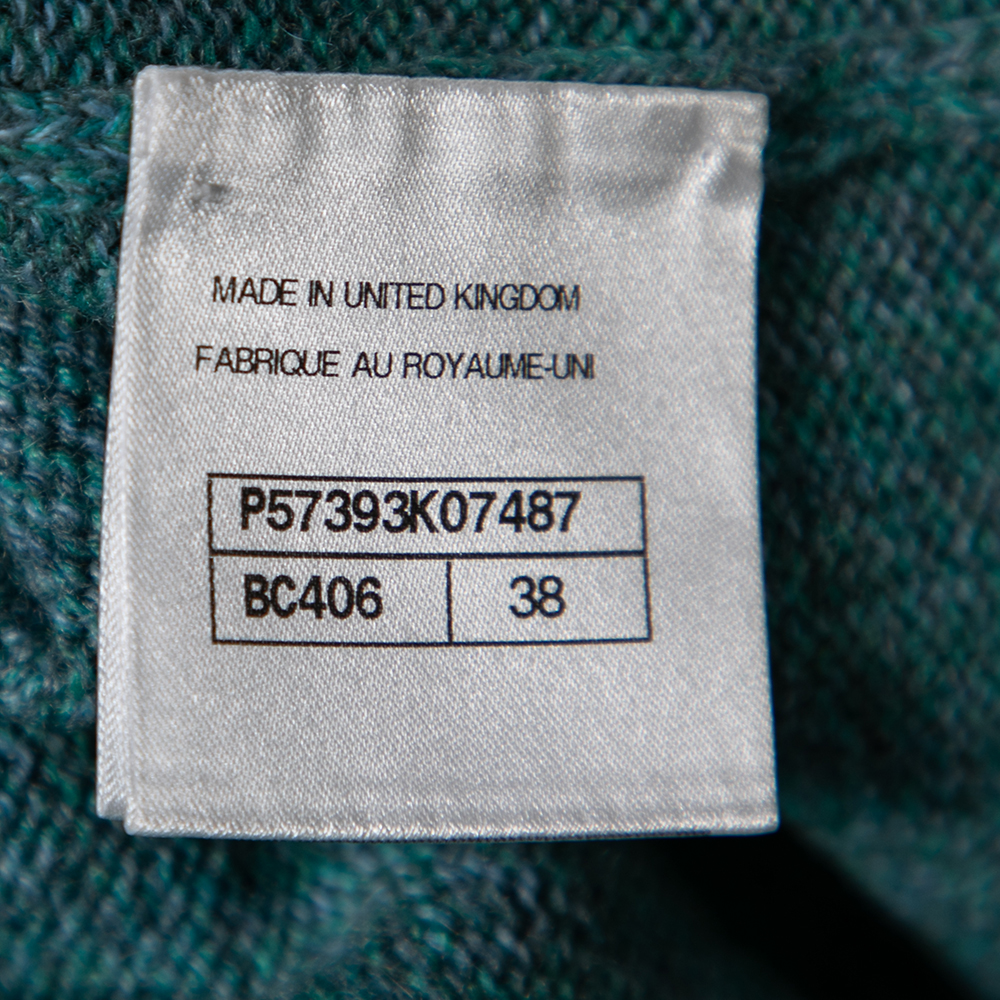 MADE IN UNITED KINGDOM
FABRIQUE AU ROYAUME-UNI
P57393K07487
BC406 38